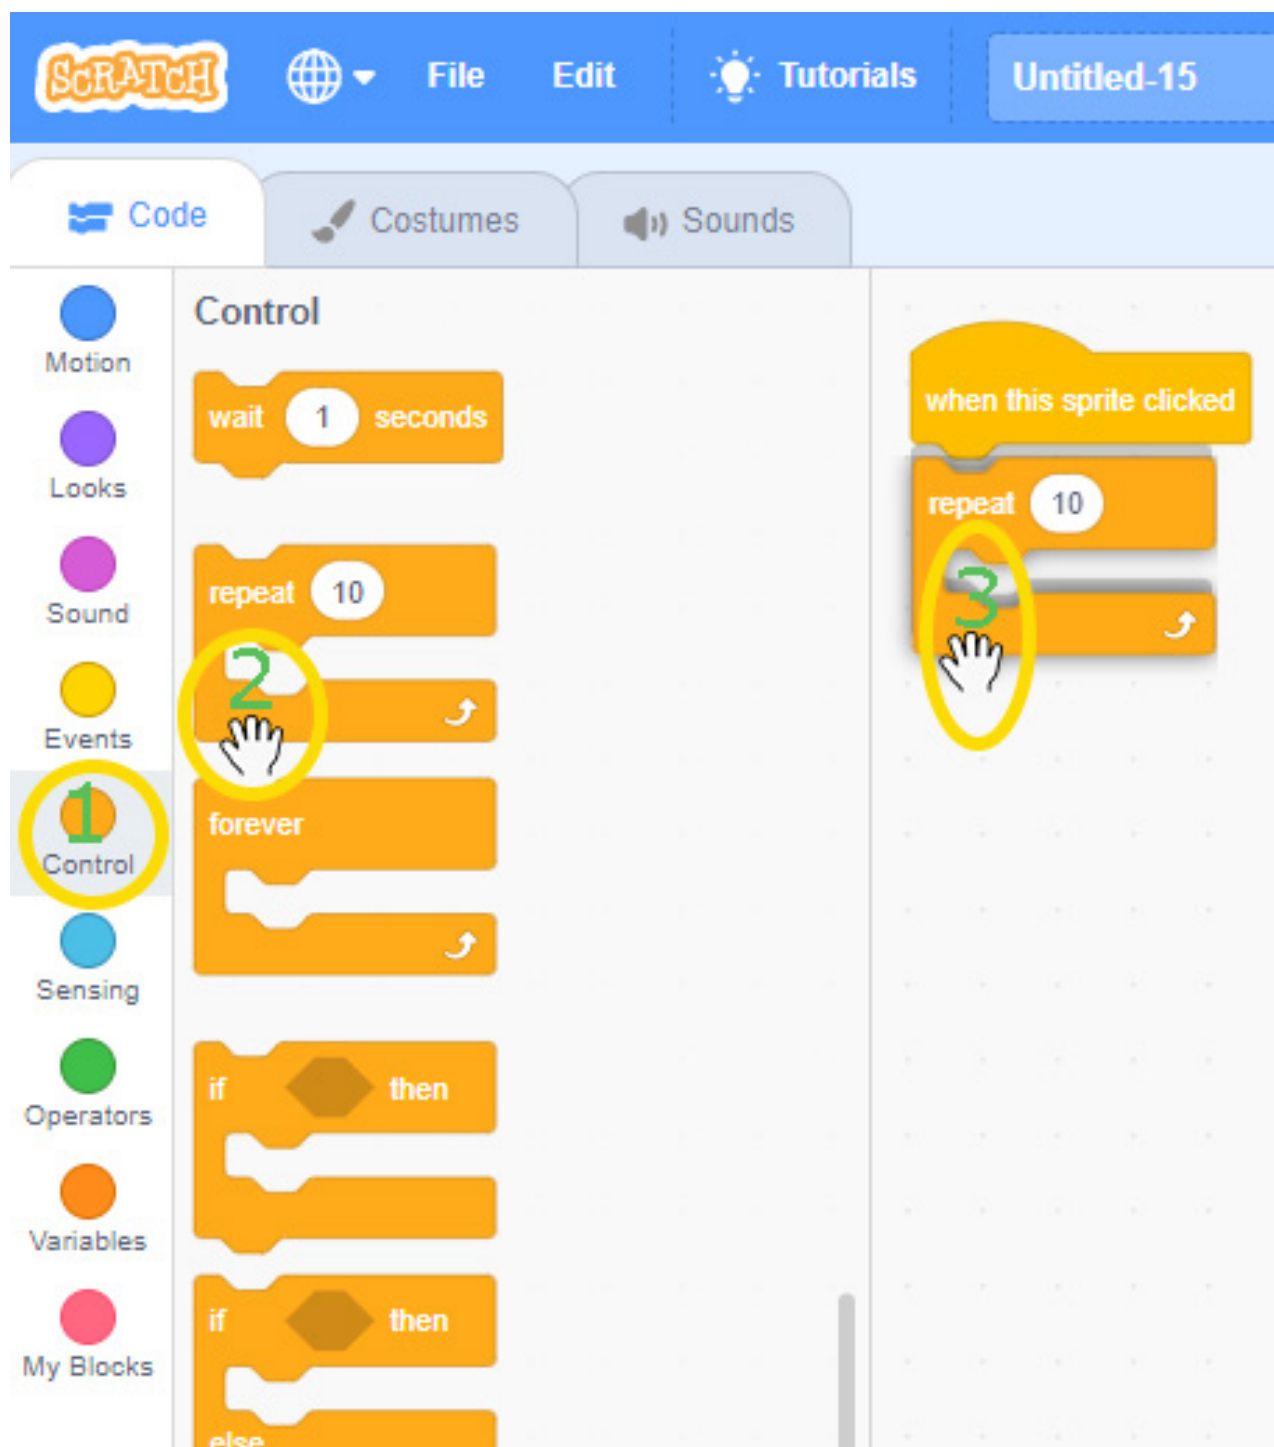 SCRATCH File Edit Tutorials Untitled-15
Code Costumes Sounds
Motion
Looks
Sound
Events
1
Control
Sensing
Operators
Variables
My Blocks
Control
wait 1 seconds
repeat 10
2
forever
if then
if then
else
when this sprite clicked
repeat 10
3